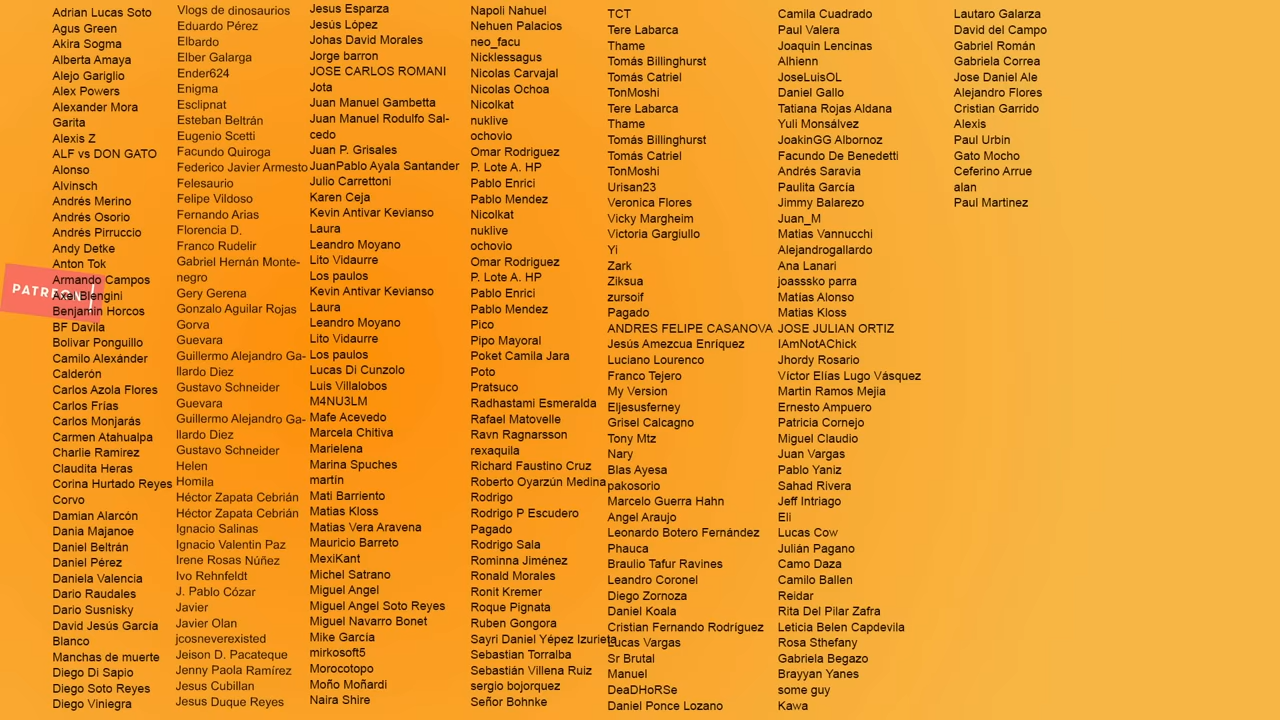 Adrian Lucas Soto
Agus Green
Akira Sogma
Alberta Amaya
Alejo Gariglio
Alex Powers
Alexander Mora
Garita
Alexis Z
ALF vs DON GATO
Alonso
Alvinsch
Andrés Merino
Andrés Osorio
Andrés Pirruccio
Andy Detke
Anton Tok
Armando Campos
PATREON
Axel Blengini
Benjamin Horcos
BF Davila
Bolivar Ponguillo
Camilo Alexánder
Calderón
Carlos Azola Flores
Carlos Frías
Carlos Monjarás
Carmen Atahualpa
Charlie Ramirez
Claudita Heras
Corina Hurtado Reyes
Corvo
Damian Alarcón
Dania Majanoe
Daniel Beltrán
Daniel Pérez
Daniela Valencia
Dario Raudales
Dario Susnisky
David Jesús García
Blanco
Manchas de muerte
Diego Di Sapio
Diego Soto Reyes
Diego Viniegra
Vlogs de dinosaurios
Eduardo Pérez
Elbardo
Elber Galarga
Ender624
Enigma
Esclipnat
Esteban Beltrán
Eugenio Scetti
Facundo Quiroga
Federico Javier Armesto
Felesaurio
Felipe Vildoso
Fernando Arias
Florencia D.
Franco Rudelir
Gabriel Hernán Monte-
negro
Gery Gerena
Gonzalo Aguilar Rojas
Gorva
Guevara
Guillermo Alejandro Ga-
llardo Diez
Gustavo Schneider
Guevara
Guillermo Alejandro Ga-
llardo Diez
Gustavo Schneider
Helen
Homila
Héctor Zapata Cebrián
Héctor Zapata Cebrián
Ignacio Salinas
Ignacio Valentin Paz
Irene Rosas Núñez
Ivo Rehnfeldt
J. Pablo Cózar
Javier
Javier Olan
jcosneverexisted
Jeison D. Pacateque
Jenny Paola Ramírez
Jesus Cubillan
Jesus Duque Reyes
Jesus Esparza
Jesús López
Johas David Morales
Jorge barron
JOSE CARLOS ROMANI
Jota
Juan Manuel Gambetta
Juan Manuel Rodulfo Sal-
cedo
Juan P. Grisales
JuanPablo Ayala Santander
Julio Carrettoni
Karen Ceja
Kevin Antivar Kevianso
Laura
Leandro Moyano
Lito Vidaurre
Los paulos
Kevin Antivar Kevianso
Laura
Leandro Moyano
Lito Vidaurre
Los paulos
Lucas Di Cunzolo
Luis Villalobos
M4NU3LM
Mafe Acevedo
Marcela Chitiva
Marielena
Marina Spuches
martín
Mati Barriento
Matias Kloss
Matias Vera Aravena
Mauricio Barreto
MexiKant
Michel Satrano
Miguel Angel
Miguel Angel Soto Reyes
Miguel Navarro Bonet
Mike García
mirkosoft5
Morocotopo
Moño Moñardi
Naira Shire
Napoli Nahuel
Nehuen Palacios
neo_facu
Nicklessagus
Nicolas Carvajal
Nicolas Ochoa
Nicolkat
nuklive
ochovio
Omar Rodriguez
P. Lote A. HP
Pablo Enrici
Pablo Mendez
Nicolkat
nuklive
ochovio
Omar Rodriguez
P. Lote A. HP
Pablo Enrici
Pablo Mendez
Pico
Pipo Mayoral
Poket Camila Jara
Poto
Pratsuco
Radhastami Esmeralda
Rafael Matovelle
Ravn Ragnarsson
rexaquila
Richard Faustino Cruz
Roberto Oyarzún Medina
Rodrigo
Rodrigo P Escudero
Pagado
Rodrigo Sala
Rominna Jiménez
Ronald Morales
Ronit Kremer
Roque Pignata
Ruben Gongora
Sayri Daniel Yépez Izurieta
Sebastian Torralba
Sebastián Villena Ruiz
sergio bojorquez
Señor Bohnke
TCT
Tere Labarca
Thame
Tomás Billinghurst
Tomás Catriel
TonMoshi
Tere Labarca
Thame
Tomás Billinghurst
Tomás Catriel
TonMoshi
Urisan23
Veronica Flores
Vicky Margheim
Victoria Gargiullo
Yi
Zark
Ziksua
zursoif
Pagado
ANDRES FELIPE CASANOVA
Jesús Amezcua Enríquez
Luciano Lourenco
Franco Tejero
My Version
Eljesusferney
Grisel Calcagno
Tony Mtz
Nary
Blas Ayesa
pakosorio
Marcelo Guerra Hahn
Angel Araujo
Leonardo Botero Fernández
Phauca
Braulio Tafur Ravines
Leandro Coronel
Diego Zornoza
Daniel Koala
Cristian Fernando Rodríguez
Lucas Vargas
Sr Brutal
Manuel
DeaDHoRSe
Daniel Ponce Lozano
Camila Cuadrado
Paul Valera
Joaquin Lencinas
Alhienn
JoseLuisOL
Daniel Gallo
Tatiana Rojas Aldana
Yuli Monsálvez
JoakinGG Albornoz
Facundo De Benedetti
Andrés Saravia
Paulita García
Jimmy Balarezo
Juan_M
Matias Vannucchi
Alejandrogallardo
Ana Lanari
joasssko parra
Matías Alonso
Matias Kloss
JOSE JULIAN ORTIZ
IAmNotAChick
Jhordy Rosario
Víctor Elías Lugo Vásquez
Martin Ramos Mejia
Ernesto Ampuero
Patricia Cornejo
Miguel Claudio
Juan Vargas
Pablo Yaniz
Sahad Rivera
Jeff Intriago
Eli
Lucas Cow
Julián Pagano
Camo Daza
Camilo Ballen
Reidar
Rita Del Pilar Zafra
Leticia Belen Capdevila
Rosa Sthefany
Gabriela Begazo
Brayyan Yanes
some guy
Kawa
Lautaro Galarza
David del Campo
Gabriel Román
Gabriela Correa
Jose Daniel Ale
Alejandro Flores
Cristian Garrido
Alexis
Paul Urbin
Gato Mocho
Ceferino Arrue
alan
Paul Martinez